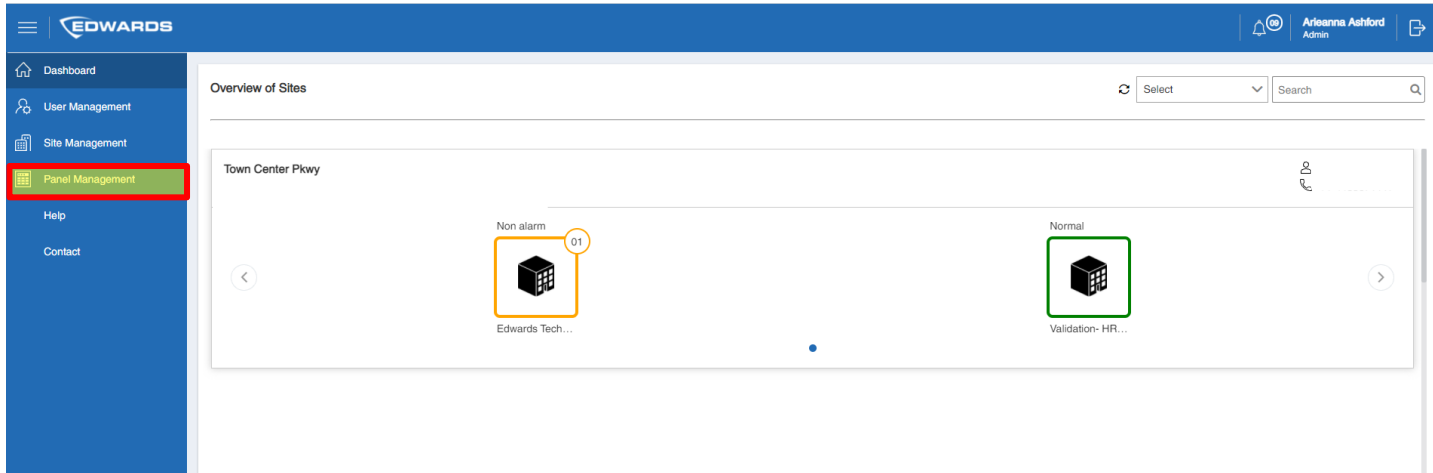 EDWARDS
09
Arleanna Ashford
Admin
Dashboard
User Management
Site Management
Panel Management
Help
Contact
Overview of Sites
Select
Search
Town Center Pkwy
Non alarm
01
Edwards Tech...
Normal
Validation- HR...